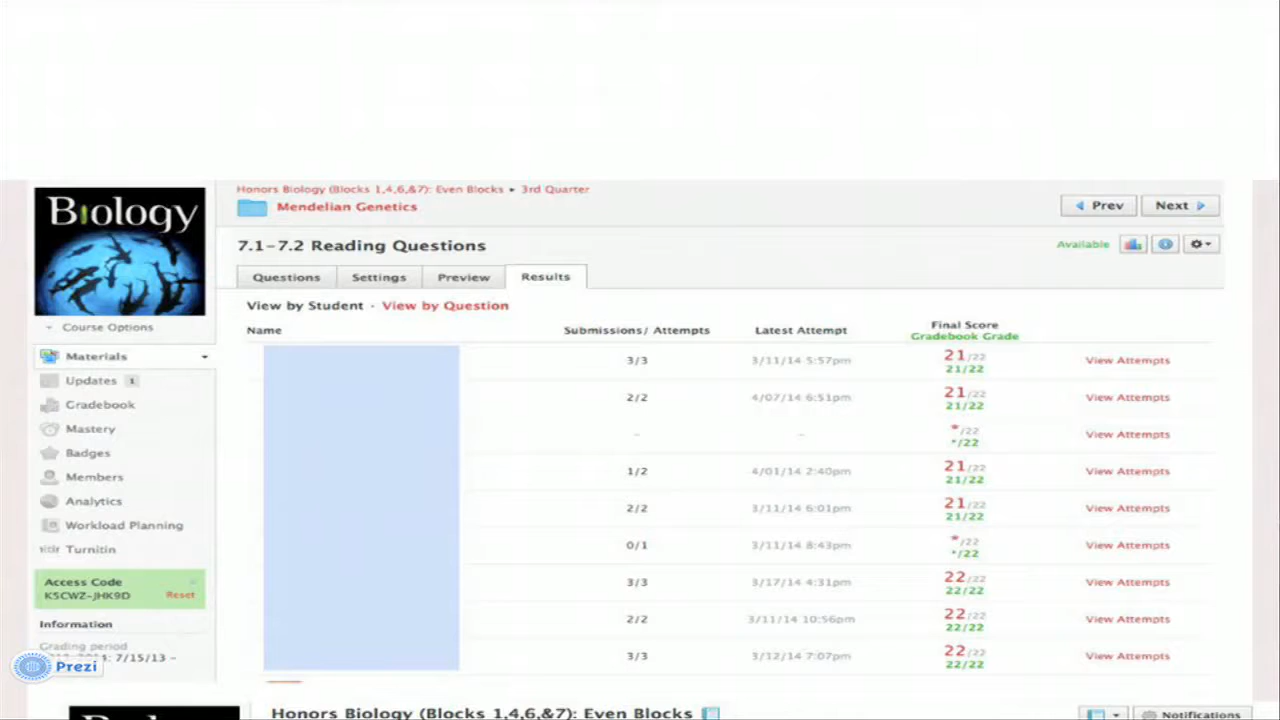 Biology
Honors Biology (Blocks 1,4,6,&7): Even Blocks • 3rd Quarter
Mendelian Genetics
Prev
Next
7.1-7.2 Reading Questions
Available
Questions
Settings
Preview
Results
View by Student · View by Question
Course Options
Materials
Updates 1
Gradebook
Mastery
Badges
Members
Analytics
Workload Planning
Turnitin
Access Code
Reset
Information
Grading period
7/15/13 -
Prezi
Name Submissions/ Attempts Latest Attempt Final Score
Gradebook Grade
3/3 3/11/14 5:57pm 21/22 View Attempts
21/22
2/2 4/07/14 6:51pm 21/22 View Attempts
21/22
- - */22 View Attempts
*/22
1/2 4/01/14 2:40pm 21/22 View Attempts
21/22
2/2 3/11/14 6:01pm 21/22 View Attempts
21/22
0/1 3/11/14 8:43pm */22 View Attempts
*/22
3/3 3/17/14 4:31pm 22/22 View Attempts
22/22
2/2 3/11/14 10:56pm 22/22 View Attempts
22/22
3/3 3/12/14 7:07pm 22/22 View Attempts
22/22
Biology
Honors Biology (Blocks 1,4,6,&7): Even Blocks
Notifications